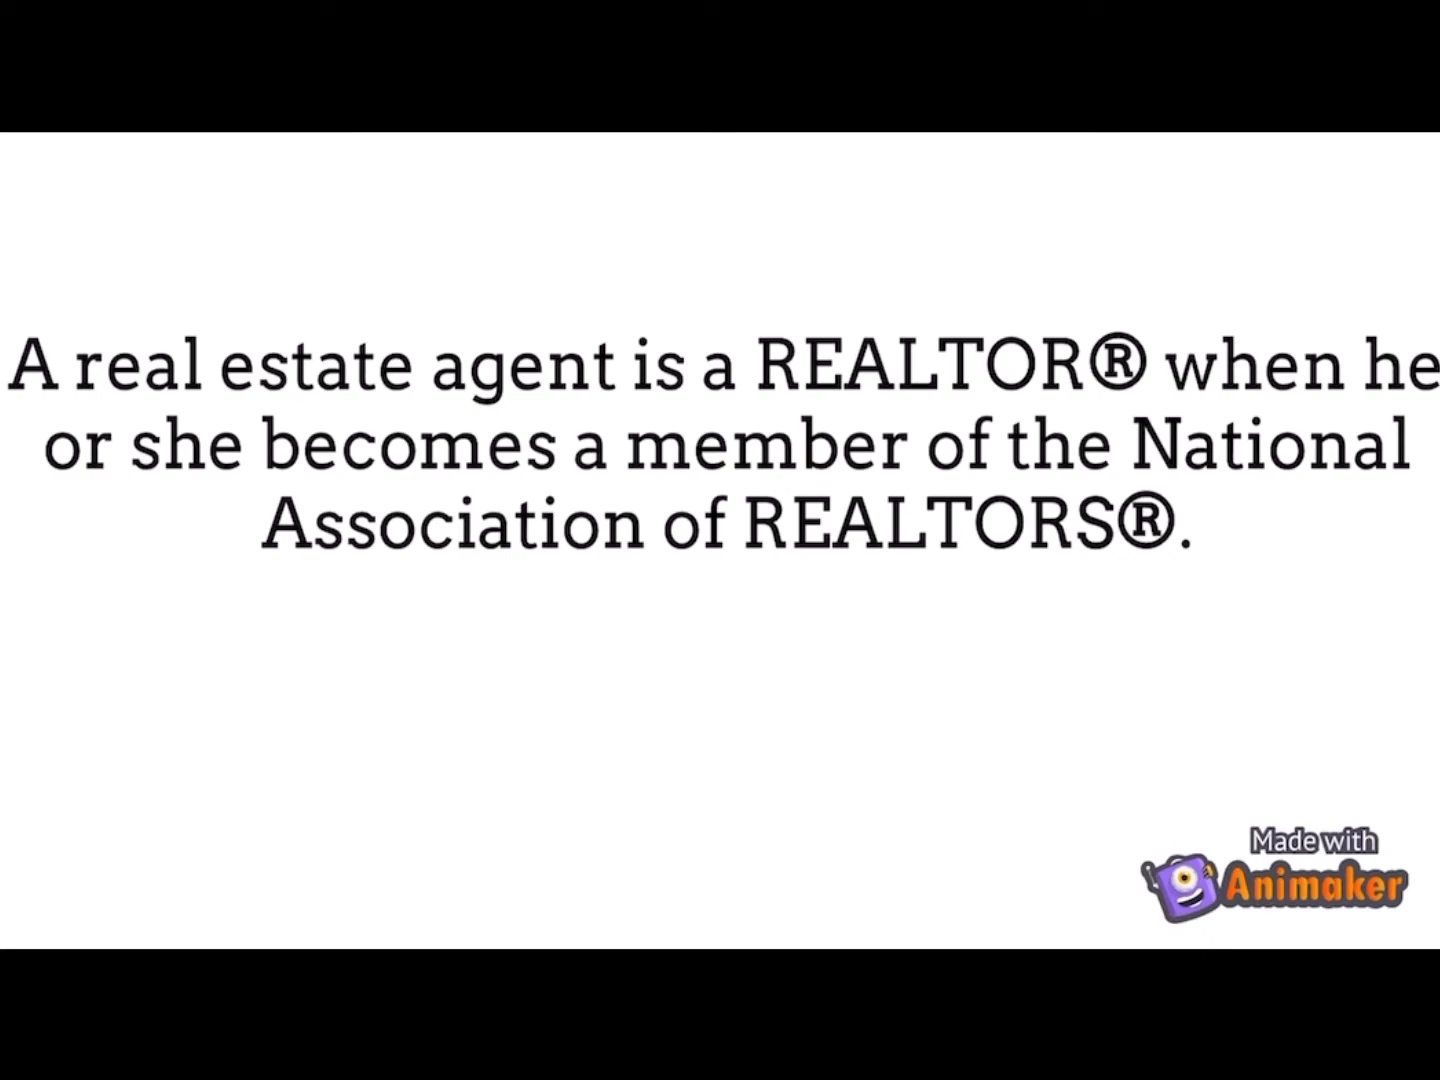 A real estate agent is a REALTOR® when he
or she becomes a member of the National
Association of REALTORS®.
Made with
Animaker